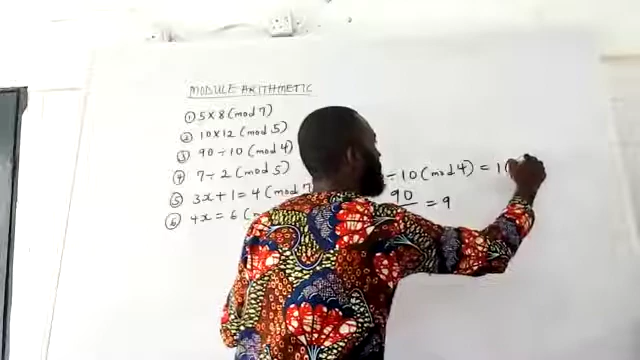 MODULE ARITHMETIC
① 5 x 8 (mod 7)
② 10 x 12 (mod 5)
③ 90 ÷ 10 (mod 4)
④ 7 ÷ 2 (mod 5)
⑤ 3x + 1 = 4 (mod 7
⑥ 4x = 6 (
÷ 10 (mod 4) = 1 (
90
= 9